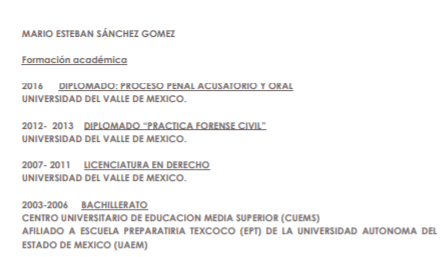 MARIO ESTEBAN SÁNCHEZ GOMEZ
Formación académica
2016 DIPLOMADO: PROCESO PENAL ACUSATORIO Y ORAL
UNIVERSIDAD DEL VALLE DE MEXICO.
2012- 2013 DIPLOMADO "PRACTICA FORENSE CIVIL"
UNIVERSIDAD DEL VALLE DE MEXICO.
2007- 2011 LICENCIATURA EN DERECHO
UNIVERSIDAD DEL VALLE DE MEXICO.
2003-2006 BACHILLERATO
CENTRO UNIVERSITARIO DE EDUCACION MEDIA SUPERIOR (CUEMS)
AFILIADO A ESCUELA PREPARATIRIA TEXCOCO (EPT) DE LA UNIVERSIDAD AUTONOMA DEL
ESTADO DE MEXICO (UAEM)